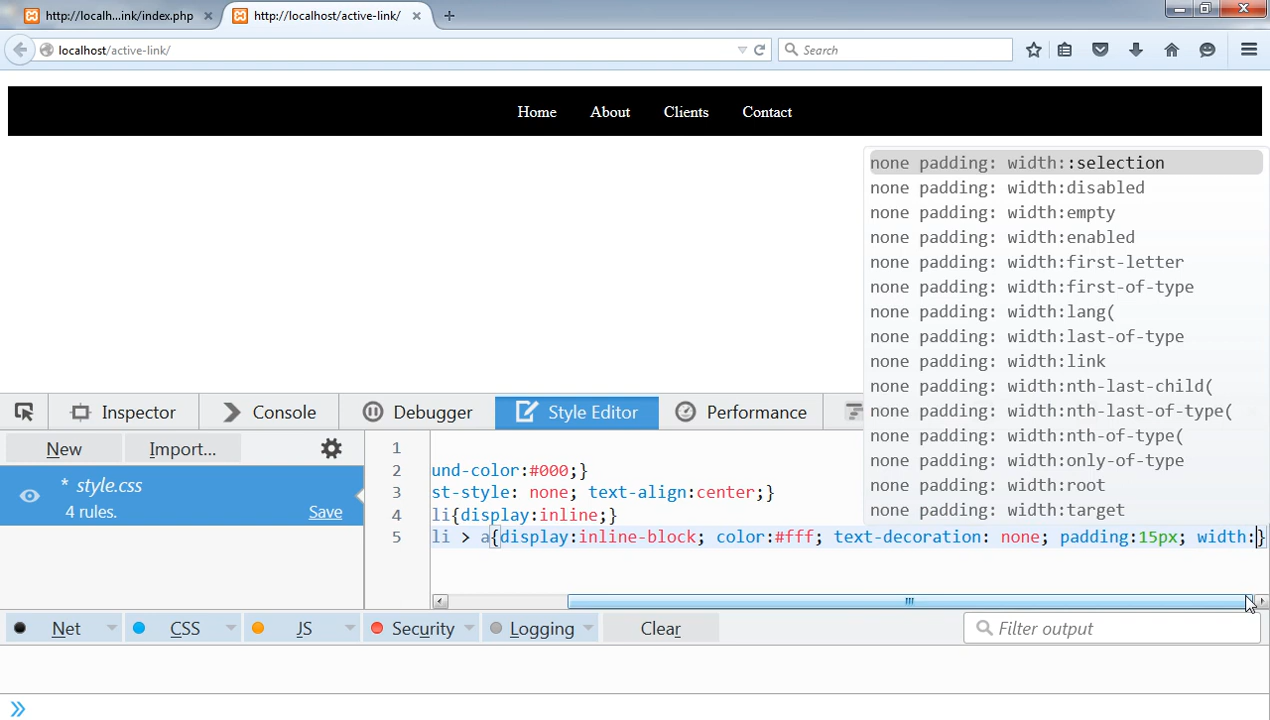 http://localh...ink/index.php × http://localhost/active-link/ × +
localhost/active-link/ Search
Home About Clients Contact
none padding: width::selection
none padding: width:disabled
none padding: width:empty
none padding: width:enabled
none padding: width:first-letter
none padding: width:first-of-type
none padding: width:lang(
none padding: width:last-of-type
none padding: width:link
none padding: width:nth-last-child(
none padding: width:nth-last-of-type(
none padding: width:nth-of-type(
none padding: width:only-of-type
none padding: width:root
none padding: width:target
Inspector Console Debugger Style Editor Performance
New Import...
* style.css
4 rules. Save
1
2 und-color:#000;}
3 st-style: none; text-align:center;}
4 li{display:inline;}
5 li > a{display:inline-block; color:#fff; text-decoration: none; padding:15px; width:}
Net CSS JS Security Logging Clear Filter output